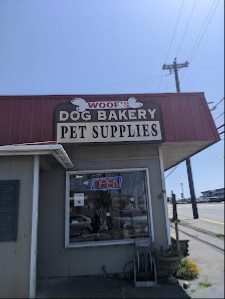 WOOF'S
DOG BAKERY
PET SUPPLIES
OPEN